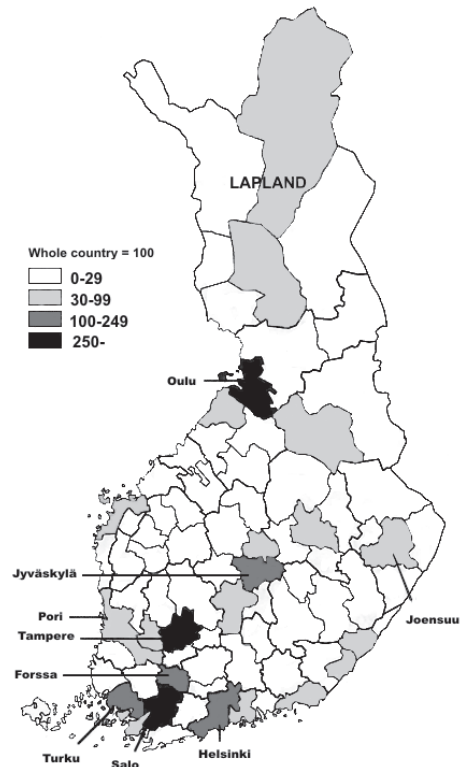 LAPLAND
Whole country = 100
0-29
30-99
100-249
250-
Oulu
Jyväskylä
Joensuu
Pori
Tampere
Forssa
Turku
Salo
Helsinki